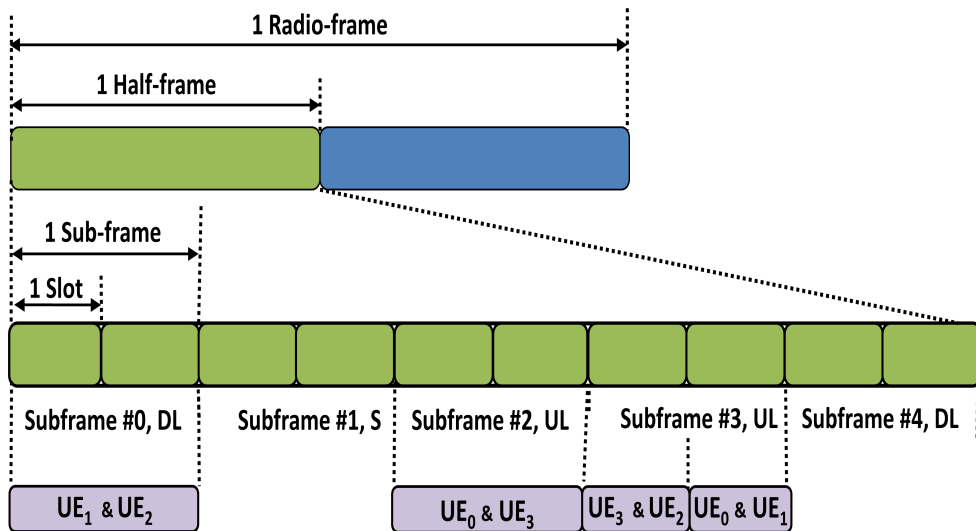 1 Radio-frame
1 Half-frame
1 Sub-frame
1 Slot
Subframe #0, DL
Subframe #1, S
Subframe #2, UL
Subframe #3, UL
Subframe #4, DL
UE₁ & UE₂
UE₀ & UE₃
UE₃ & UE₂
UE₀ & UE₁